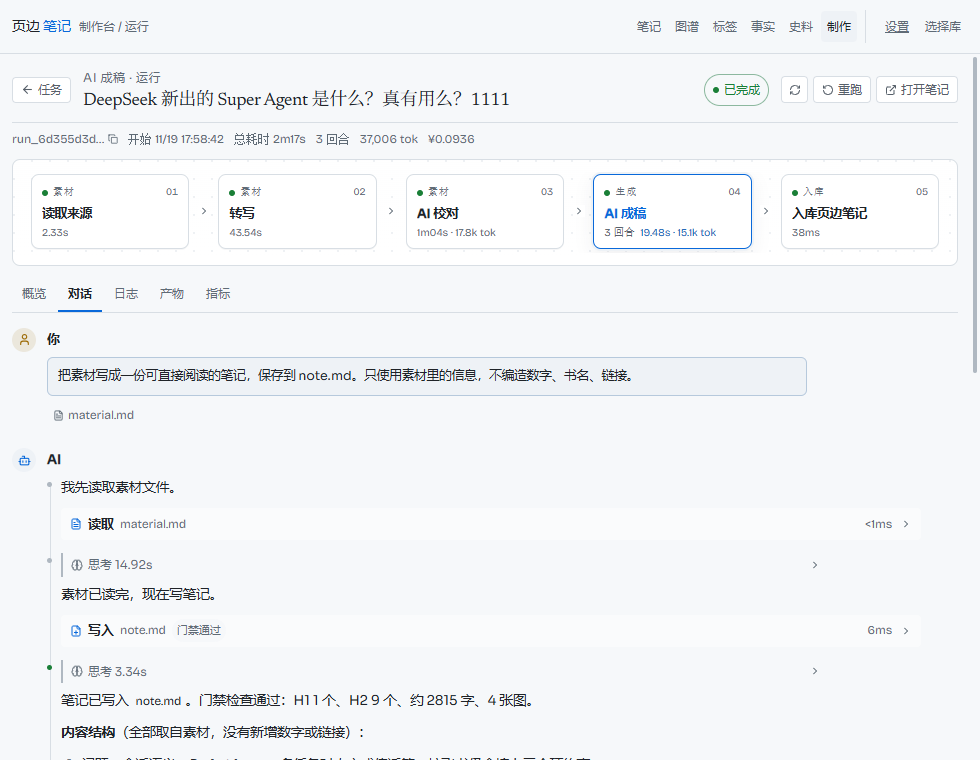 页边 笔记 制作台 / 运行 笔记 图谱 标签 事实 史料 制作 设置 选择库
← 任务
AI 成稿 · 运行
DeepSeek 新出的 Super Agent 是什么？真有用么？1111
已完成 重跑 打开笔记
run_6d355d3d... 开始 11/19 17:58:42 总耗时 2m17s 3 回合 37,006 tok ¥0.0936
素材 01
读取来源
2.33s
素材 02
转写
43.54s
素材 03
AI 校对
1m04s · 17.8k tok
生成 04
AI 成稿
3 回合 19.48s · 15.1k tok
入库 05
入库页边笔记
38ms
概览 对话 日志 产物 指标
你
把素材写成一份可直接阅读的笔记，保存到 note.md。只使用素材里的信息，不编造数字、书名、链接。
material.md
AI
我先读取素材文件。
读取 material.md <1ms
思考 14.92s
素材已读完，现在写笔记。
写入 note.md 门禁通过 6ms
思考 3.34s
笔记已写入 note.md 。门禁检查通过：H1 1 个、H2 9 个、约 2815 字、4 张图。
内容结构（全部取自素材，没有新增数字或链接）：